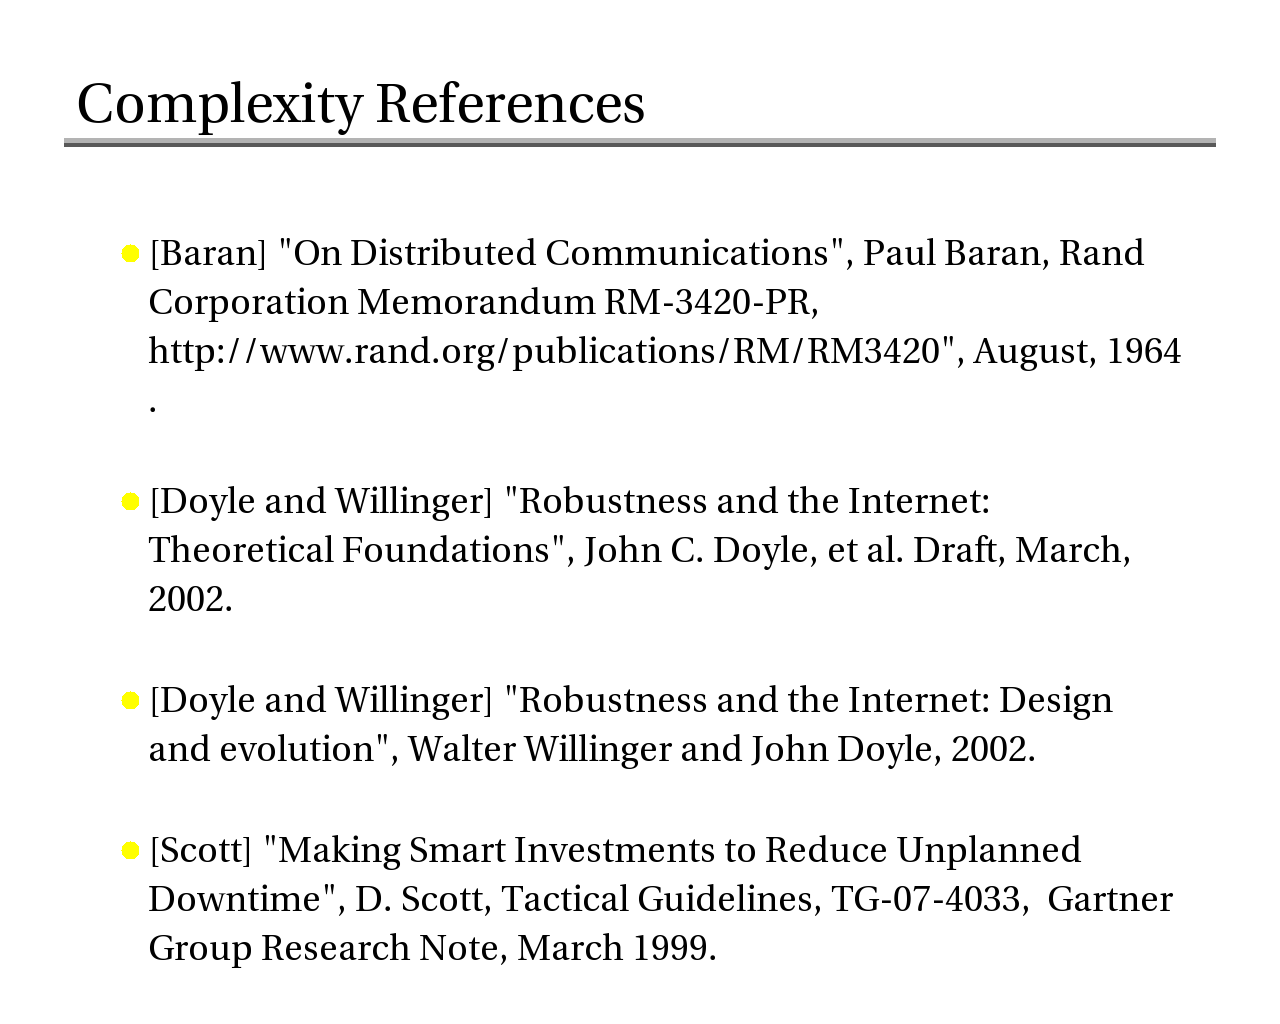 Complexity References
[Baran] "On Distributed Communications", Paul Baran, Rand
Corporation Memorandum RM-3420-PR,
http://www.rand.org/publications/RM/RM3420", August, 1964
.
[Doyle and Willinger] "Robustness and the Internet:
Theoretical Foundations", John C. Doyle, et al. Draft, March,
2002.
[Doyle and Willinger] "Robustness and the Internet: Design
and evolution", Walter Willinger and John Doyle, 2002.
[Scott] "Making Smart Investments to Reduce Unplanned
Downtime", D. Scott, Tactical Guidelines, TG-07-4033,  Gartner
Group Research Note, March 1999.